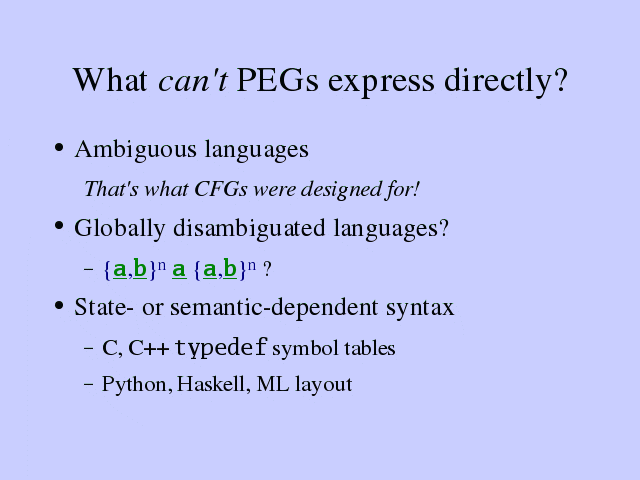 What can't PEGs express directly?
• Ambiguous languages
That's what CFGs were designed for!
• Globally disambiguated languages?
– {a,b}ⁿ a {a,b}ⁿ ?
• State- or semantic-dependent syntax
– C, C++ typedef symbol tables
– Python, Haskell, ML layout